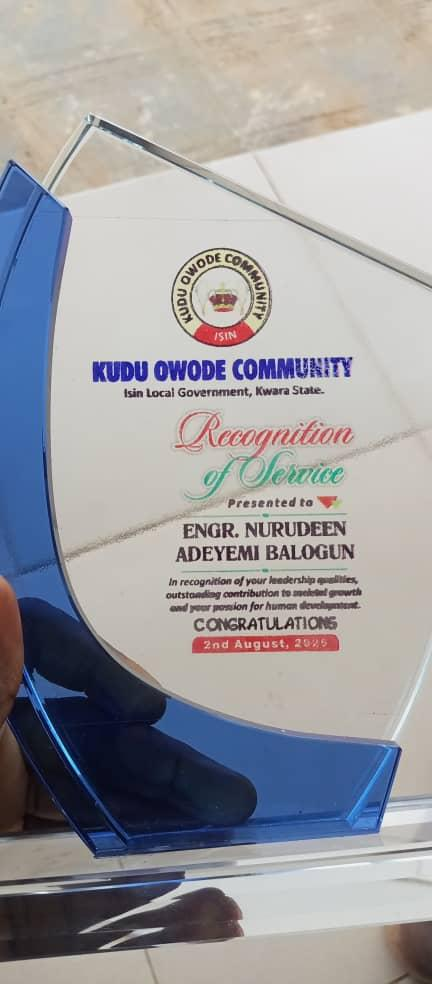 KUDU OWODE COMMUNITY
ISIN
KUDU OWODE COMMUNITY
Isin Local Government, Kwara State.
Recognition
of Service
Presented to
ENGR. NURUDEEN
ADEYEMI BALOGUN
In recognition of your leadership qualities,
outstanding contribution to societal growth
and your passion for human development.
CONGRATULATIONS
2nd August, 2025